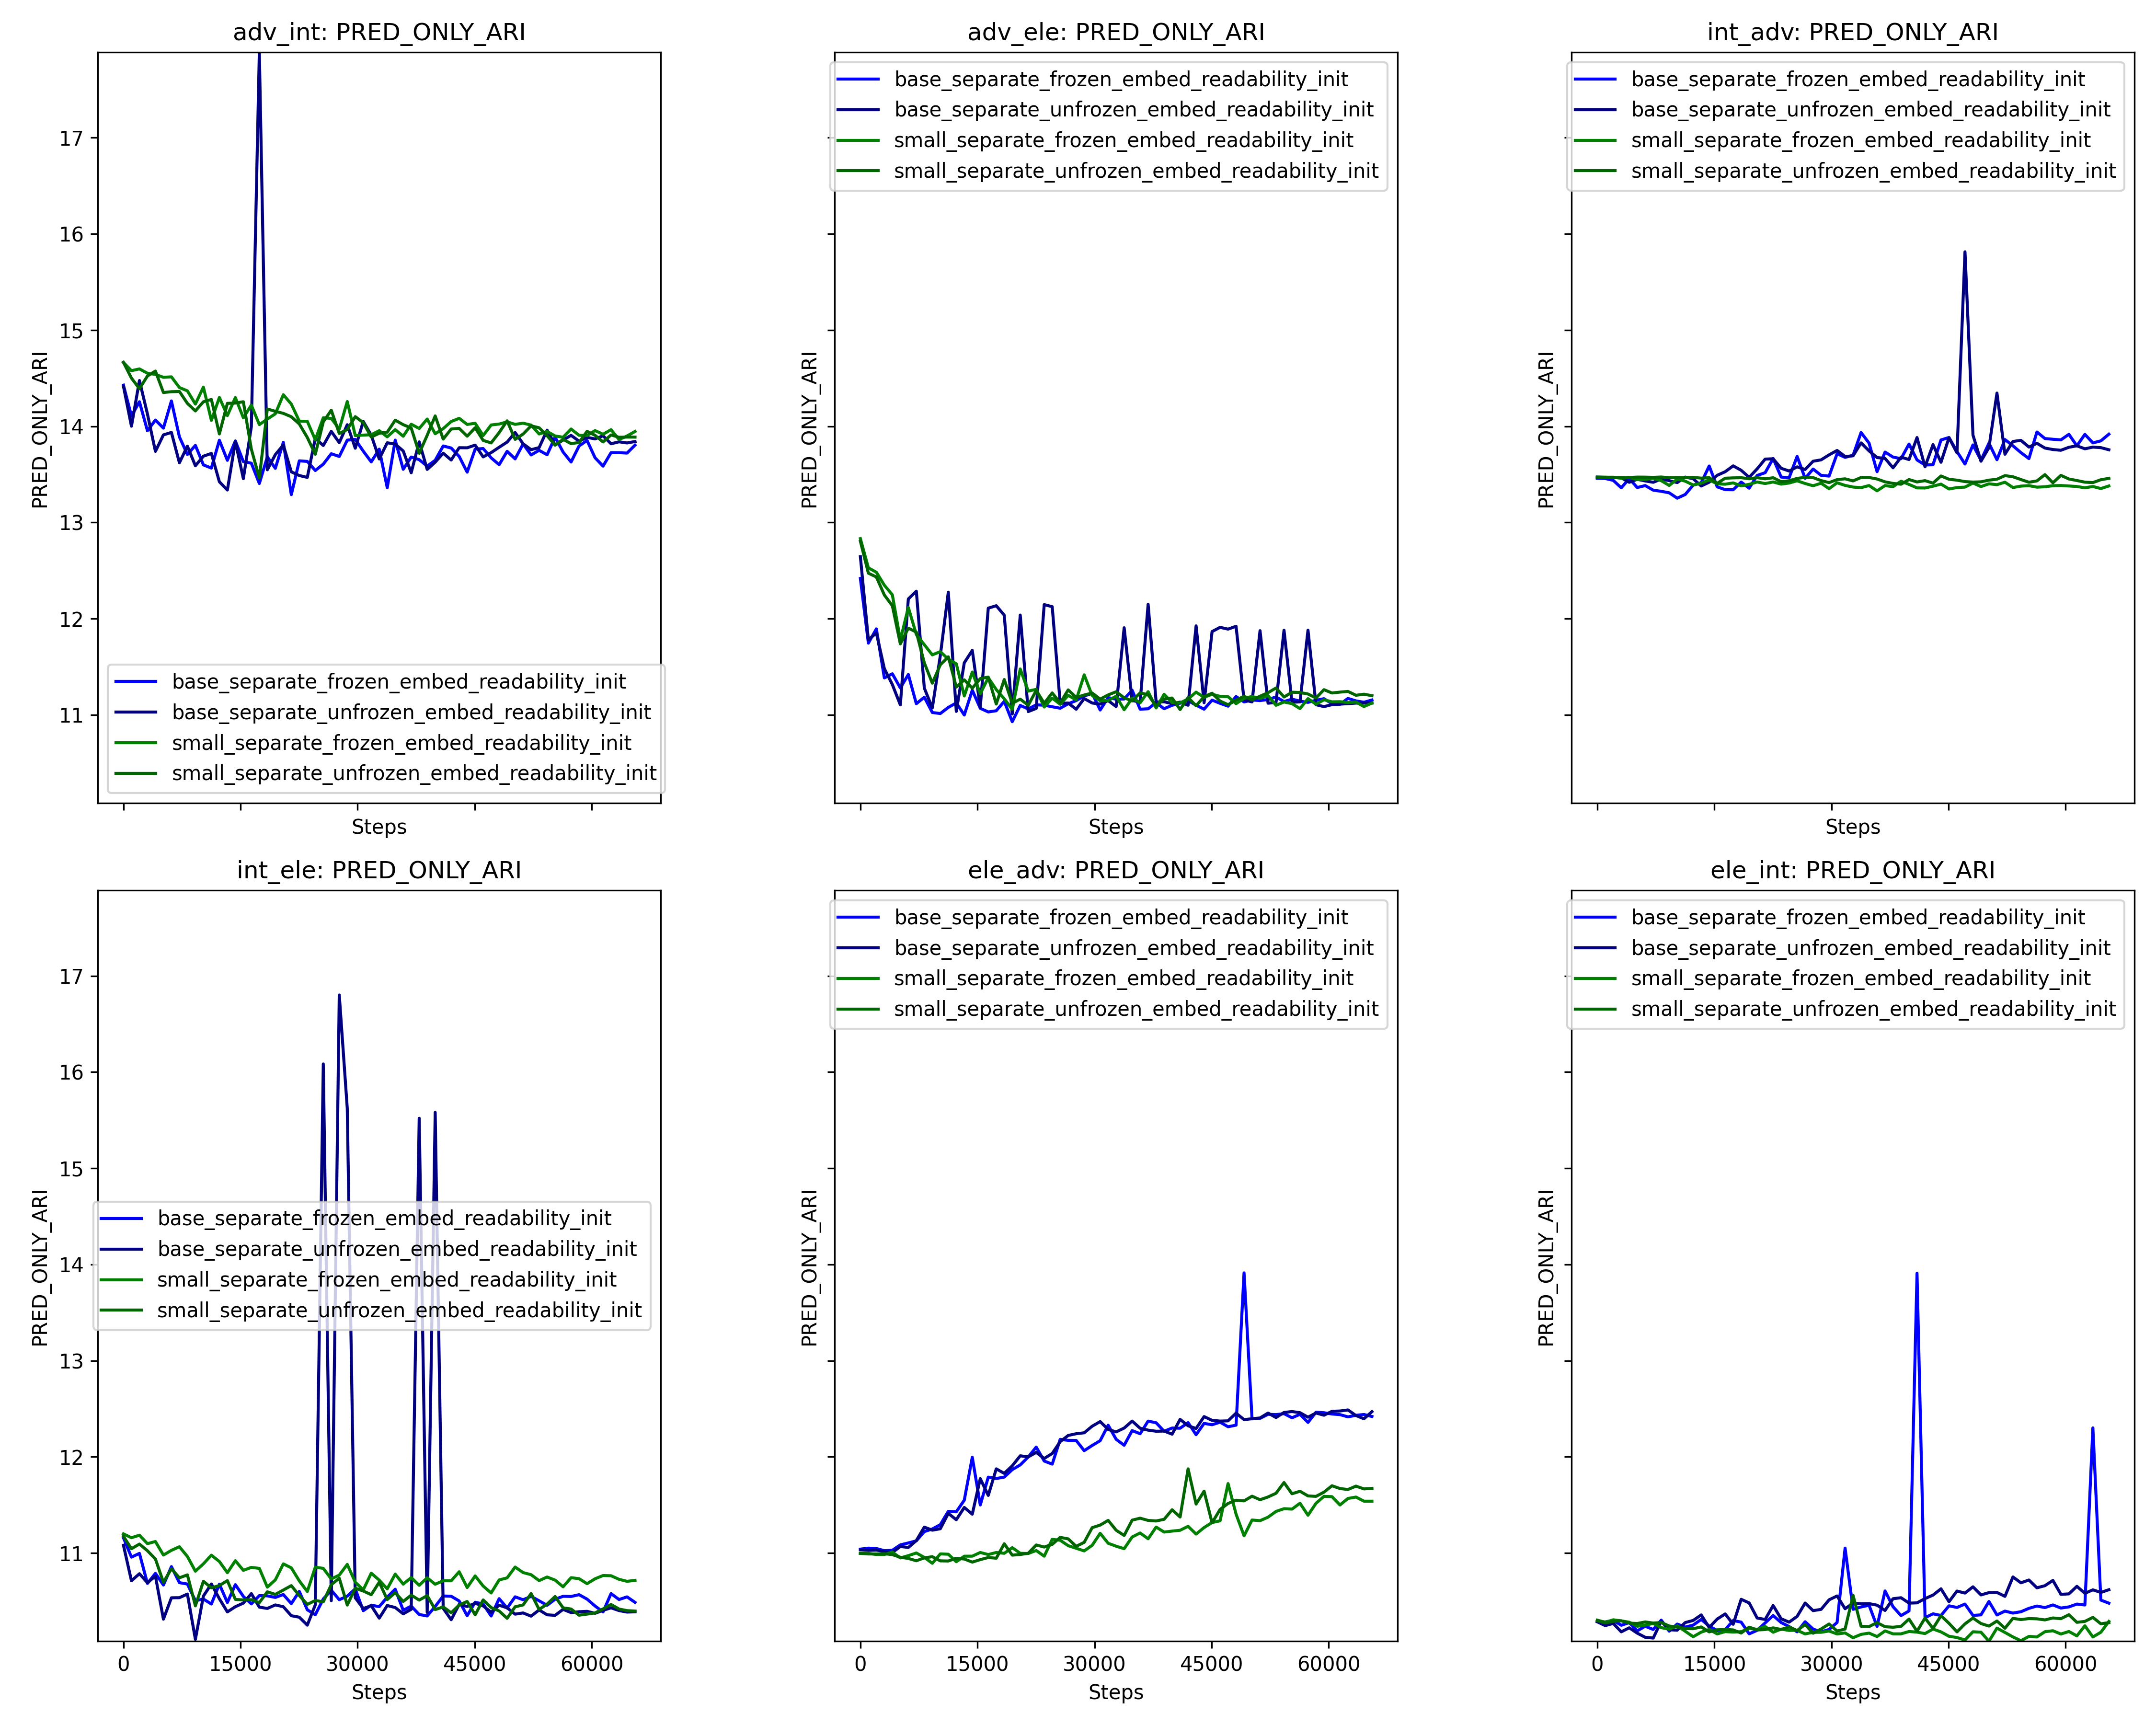 adv_int: PRED_ONLY_ARI
PRED_ONLY_ARI
17
16
15
14
13
12
11
base_separate_frozen_embed_readability_init
base_separate_unfrozen_embed_readability_init
small_separate_frozen_embed_readability_init
small_separate_unfrozen_embed_readability_init
Steps
adv_ele: PRED_ONLY_ARI
base_separate_frozen_embed_readability_init
base_separate_unfrozen_embed_readability_init
small_separate_frozen_embed_readability_init
small_separate_unfrozen_embed_readability_init
PRED_ONLY_ARI
Steps
int_adv: PRED_ONLY_ARI
base_separate_frozen_embed_readability_init
base_separate_unfrozen_embed_readability_init
small_separate_frozen_embed_readability_init
small_separate_unfrozen_embed_readability_init
PRED_ONLY_ARI
Steps
int_ele: PRED_ONLY_ARI
PRED_ONLY_ARI
17
16
15
14
13
12
11
base_separate_frozen_embed_readability_init
base_separate_unfrozen_embed_readability_init
small_separate_frozen_embed_readability_init
small_separate_unfrozen_embed_readability_init
0 15000 30000 45000 60000
Steps
ele_adv: PRED_ONLY_ARI
base_separate_frozen_embed_readability_init
base_separate_unfrozen_embed_readability_init
small_separate_frozen_embed_readability_init
small_separate_unfrozen_embed_readability_init
PRED_ONLY_ARI
0 15000 30000 45000 60000
Steps
ele_int: PRED_ONLY_ARI
base_separate_frozen_embed_readability_init
base_separate_unfrozen_embed_readability_init
small_separate_frozen_embed_readability_init
small_separate_unfrozen_embed_readability_init
PRED_ONLY_ARI
0 15000 30000 45000 60000
Steps